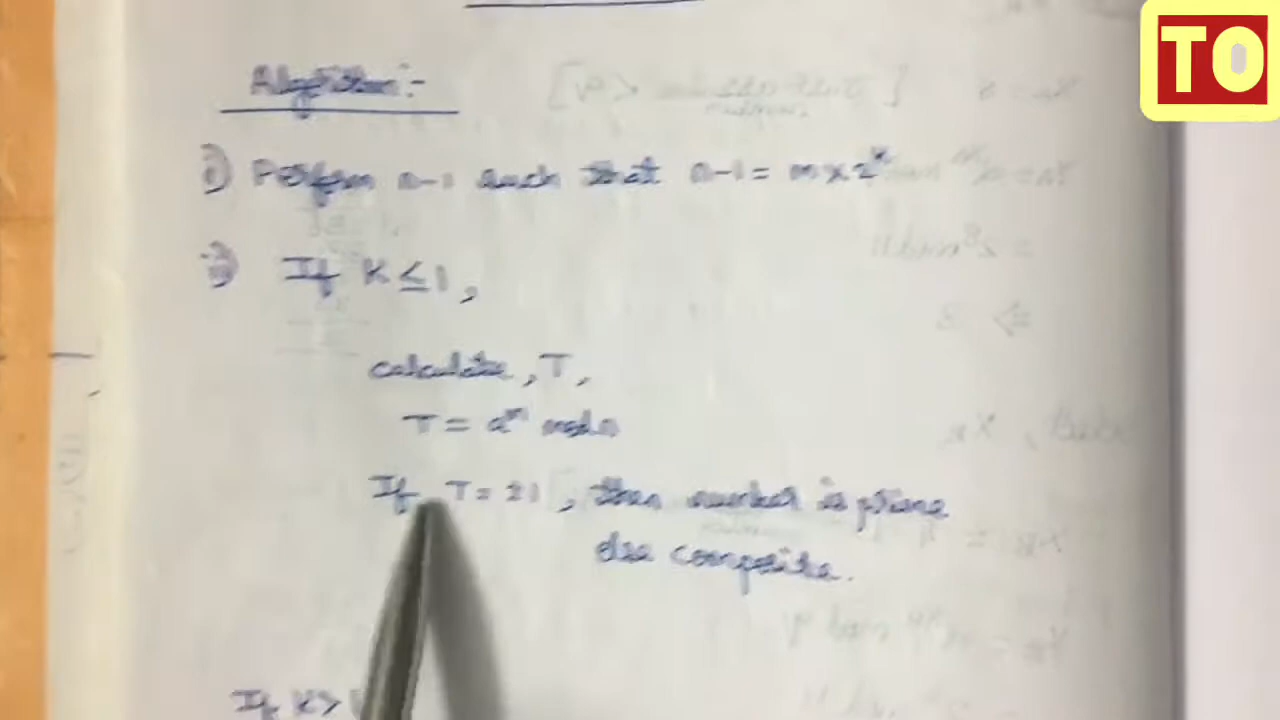 TO
Algorithm:-
i) Perform n-1 such that n-1 = m x 2^k
ii) If K ≤ 1,
calculate, T,
T = a^m mod n
If T = ±1, then number is prime
else composite.
If K >